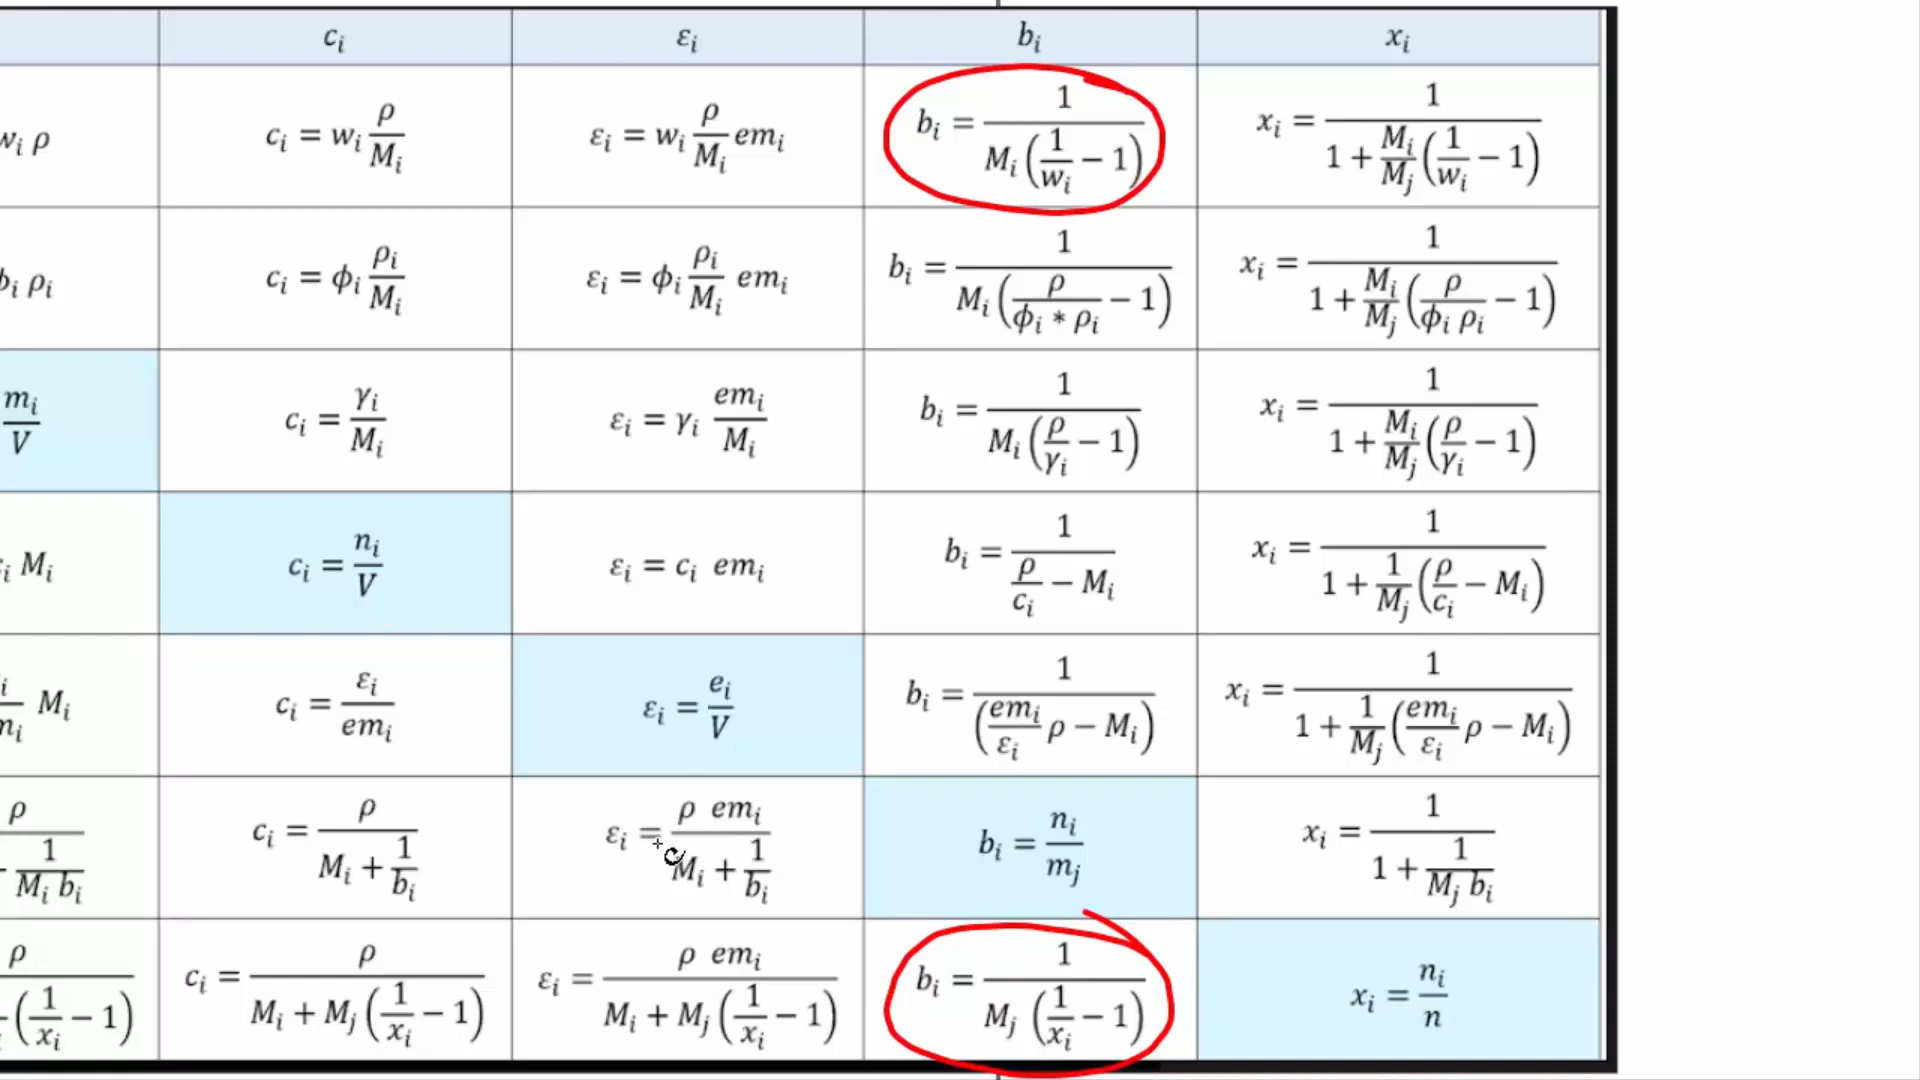 c_i ε_i b_i x_i
w_i ρ c_i = w_i ρ/M_i ε_i = w_i ρ/M_i em_i b_i = 1/(M_i (1/w_i − 1)) x_i = 1/(1 + M_i/M_j (1/w_i − 1))
ϕ_i ρ_i c_i = ϕ_i ρ_i/M_i ε_i = ϕ_i ρ_i/M_i em_i b_i = 1/(M_i (ρ/(ϕ_i * ρ_i) − 1)) x_i = 1/(1 + M_i/M_j (ρ/(ϕ_i ρ_i) − 1))
m_i/V c_i = γ_i/M_i ε_i = γ_i em_i/M_i b_i = 1/(M_i (ρ/γ_i − 1)) x_i = 1/(1 + M_i/M_j (ρ/γ_i − 1))
M_i c_i = n_i/V ε_i = c_i em_i b_i = 1/(ρ/c_i − M_i) x_i = 1/(1 + 1/M_j (ρ/c_i − M_i))
M_i c_i = ε_i/em_i ε_i = e_i/V b_i = 1/(em_i/ε_i ρ − M_i) x_i = 1/(1 + 1/M_j (em_i/ε_i ρ − M_i))
ρ/(1/(M_i b_i)) c_i = ρ/(M_i + 1/b_i) ε_i = ρ em_i/(M_i + 1/b_i) b_i = n_i/m_j x_i = 1/(1 + 1/(M_j b_i))
ρ/((1/x_i − 1)) c_i = ρ/(M_i + M_j (1/x_i − 1)) ε_i = ρ em_i/(M_i + M_j (1/x_i − 1)) b_i = 1/(M_j (1/x_i − 1)) x_i = n_i/n